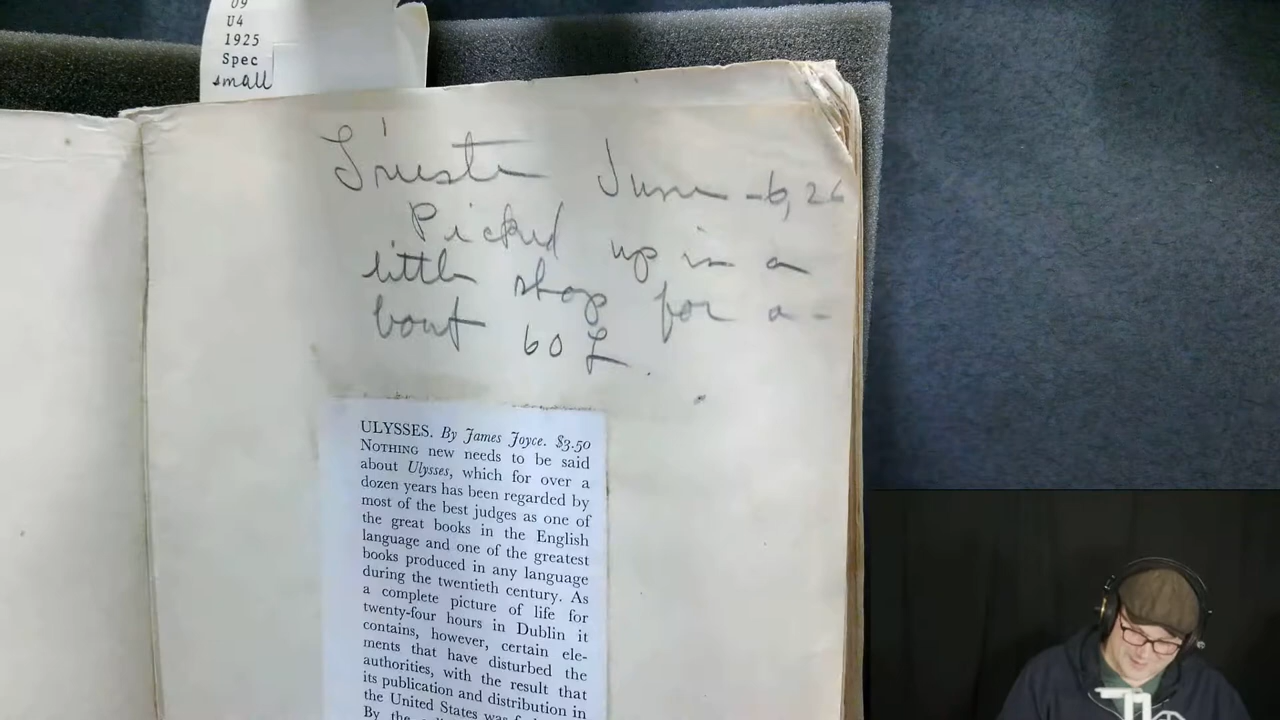 U9
U4
1925
Spec
small
Trieste June -6, 26
Picked up in a
little shop for a-
bout 60 £.
ULYSSES. By James Joyce. $3.50
NOTHING new needs to be said
about Ulysses, which for over a
dozen years has been regarded by
most of the best judges as one of
the great books in the English
language and one of the greatest
books produced in any language
during the twentieth century. As
a complete picture of life for
twenty-four hours in Dublin it
contains, however, certain ele-
ments that have disturbed the
authorities, with the result that
its publication and distribution in
the United States was
By the